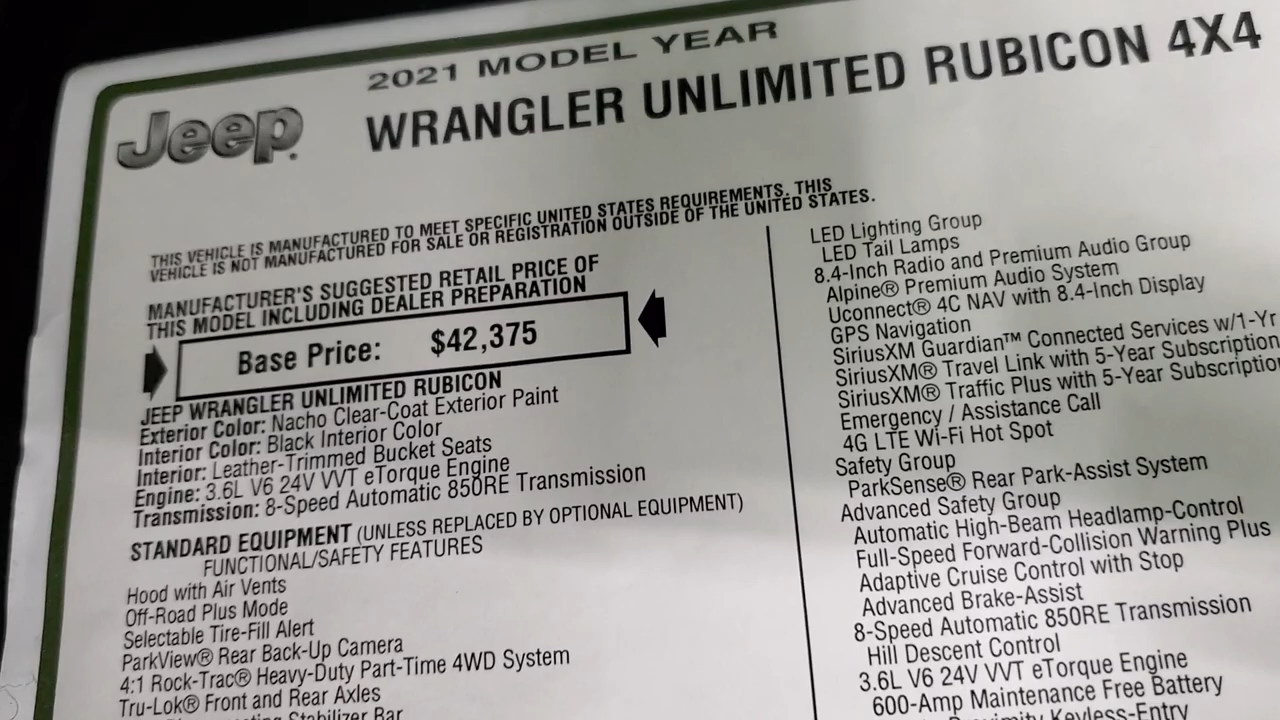 2021 MODEL YEAR
Jeep
WRANGLER UNLIMITED RUBICON 4X4
THIS VEHICLE IS MANUFACTURED TO MEET SPECIFIC UNITED STATES REQUIREMENTS. THIS
VEHICLE IS NOT MANUFACTURED FOR SALE OR REGISTRATION OUTSIDE OF THE UNITED STATES.
MANUFACTURER'S SUGGESTED RETAIL PRICE OF
THIS MODEL INCLUDING DEALER PREPARATION
Base Price: $42,375
JEEP WRANGLER UNLIMITED RUBICON
Exterior Color: Nacho Clear-Coat Exterior Paint
Interior Color: Black Interior Color
Interior: Leather-Trimmed Bucket Seats
Engine: 3.6L V6 24V VVT eTorque Engine
Transmission: 8-Speed Automatic 850RE Transmission
STANDARD EQUIPMENT (UNLESS REPLACED BY OPTIONAL EQUIPMENT)
FUNCTIONAL/SAFETY FEATURES
Hood with Air Vents
Off-Road Plus Mode
Selectable Tire-Fill Alert
ParkView® Rear Back-Up Camera
4:1 Rock-Trac® Heavy-Duty Part-Time 4WD System
Tru-Lok® Front and Rear Axles
Stabilizer Bar
LED Lighting Group
LED Tail Lamps
8.4-Inch Radio and Premium Audio Group
Alpine® Premium Audio System
Uconnect® 4C NAV with 8.4-Inch Display
GPS Navigation
SiriusXM Guardian™ Connected Services w/1-Yr
SiriusXM® Travel Link with 5-Year Subscription
SiriusXM® Traffic Plus with 5-Year Subscription
Emergency / Assistance Call
4G LTE Wi-Fi Hot Spot
Safety Group
ParkSense® Rear Park-Assist System
Advanced Safety Group
Automatic High-Beam Headlamp-Control
Full-Speed Forward-Collision Warning Plus
Adaptive Cruise Control with Stop
Advanced Brake-Assist
8-Speed Automatic 850RE Transmission
Hill Descent Control
3.6L V6 24V VVT eTorque Engine
600-Amp Maintenance Free Battery
Proximity Keyless-Entry